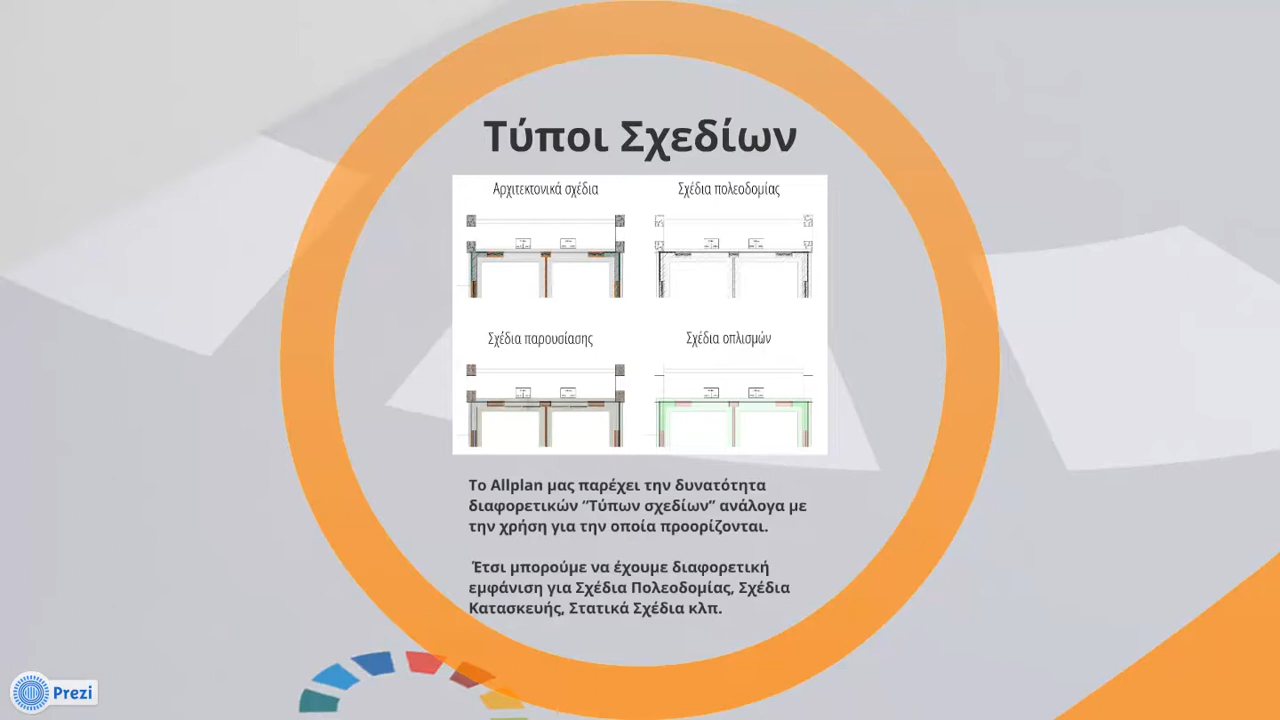 Τύποι Σχεδίων
Αρχιτεκτονικά σχέδια
Σχέδια πολεοδομίας
Σχέδια παρουσίασης
Σχέδια οπλισμών
Το Allplan μας παρέχει την δυνατότητα
διαφορετικών “Τύπων σχεδίων” ανάλογα με
την χρήση για την οποία προορίζονται.
Έτσι μπορούμε να έχουμε διαφορετική
εμφάνιση για Σχέδια Πολεοδομίας, Σχέδια
Κατασκευής, Στατικά Σχέδια κλπ.
Prezi